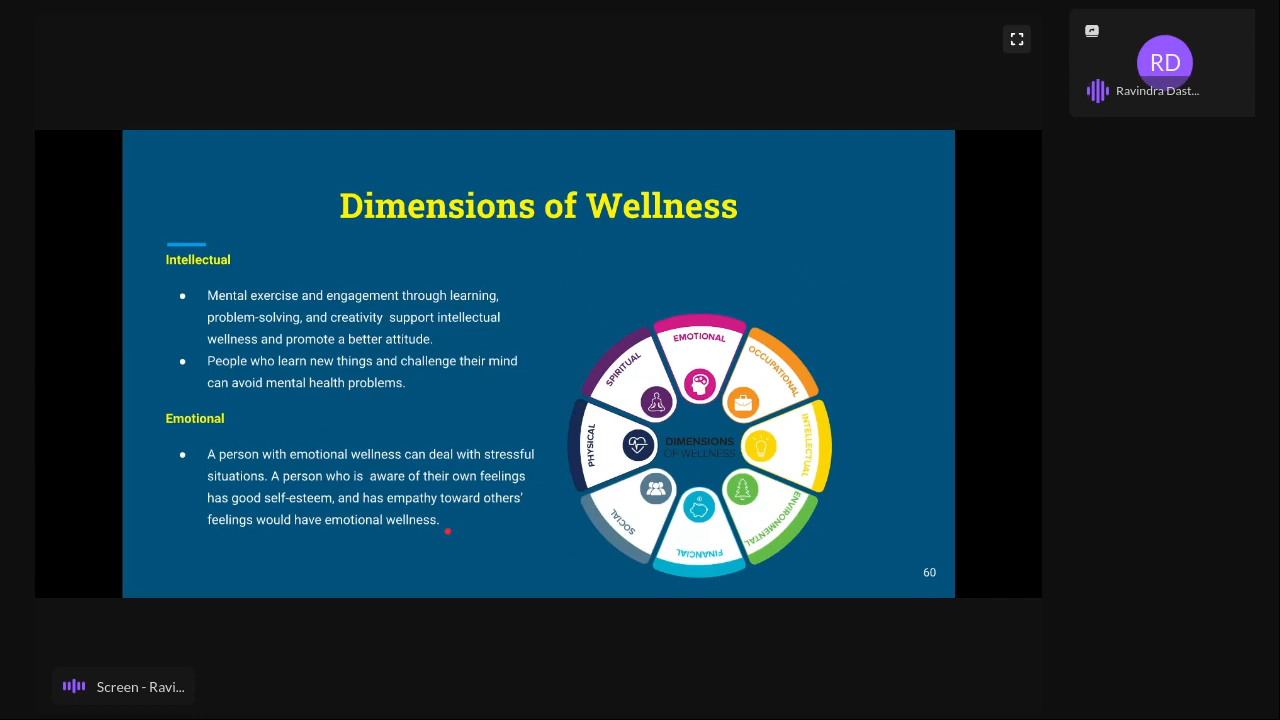 RD
Ravindra Dast...
Dimensions of Wellness
Intellectual
● Mental exercise and engagement through learning,
problem-solving, and creativity support intellectual
wellness and promote a better attitude.
● People who learn new things and challenge their mind
can avoid mental health problems.
Emotional
● A person with emotional wellness can deal with stressful
situations. A person who is aware of their own feelings
has good self-esteem, and has empathy toward others'
feelings would have emotional wellness.
EMOTIONAL
OCCUPATIONAL
INTELLECTUAL
ENVIRONMENTAL
FINANCIAL
SOCIAL
PHYSICAL
SPIRITUAL
DIMENSIONS
OF WELLNESS
60
Screen - Ravi...